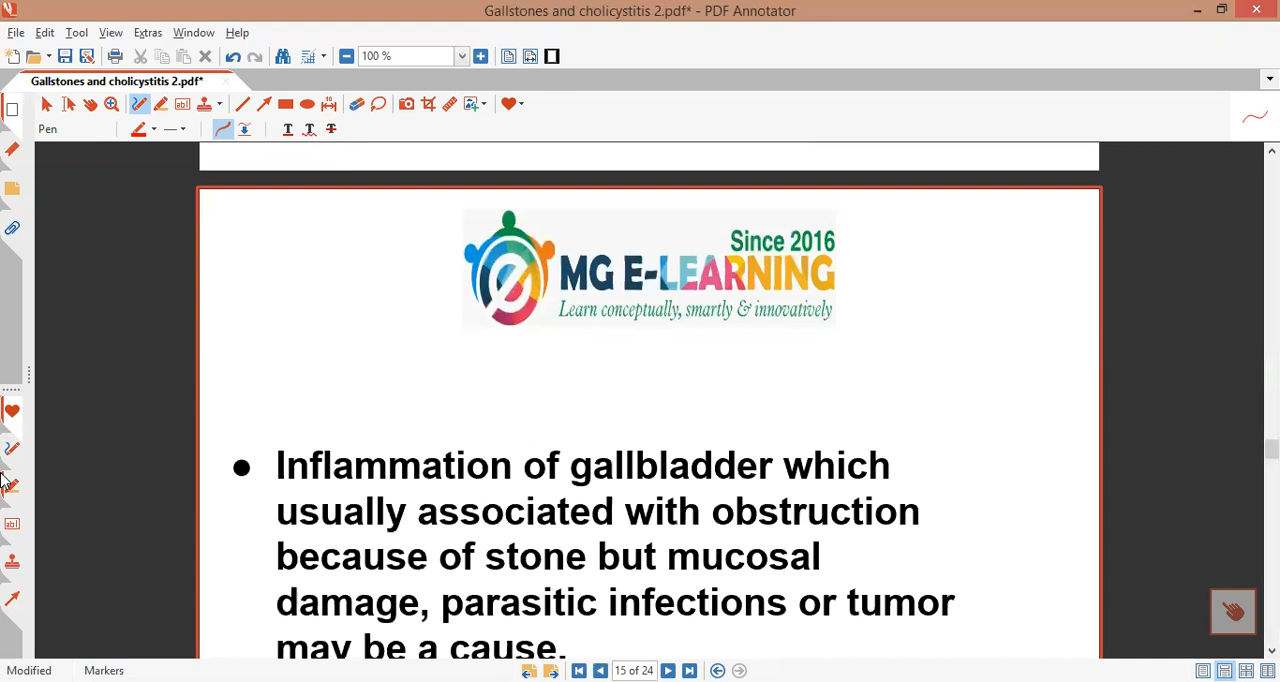 Gallstones and cholicystitis 2.pdf* - PDF Annotator
File Edit Tool View Extras Window Help
100 %
Gallstones and cholicystitis 2.pdf*
Pen
Since 2016
MG E-LEARNING
Learn conceptually, smartly & innovatively
● Inflammation of gallbladder which
usually associated with obstruction
because of stone but mucosal
damage, parasitic infections or tumor
may be a cause.
Modified Markers 15 of 24